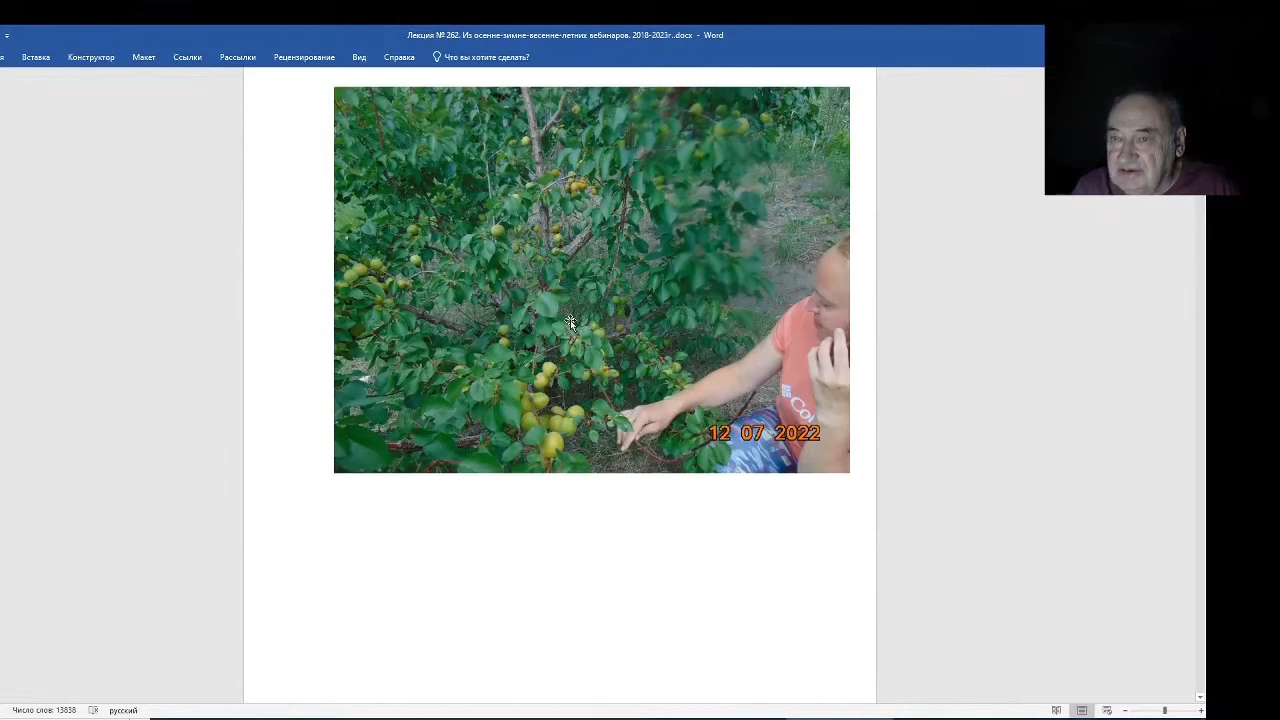 Лекция № 262. Из осенне-зимне-весенне-летних вебинаров. 2018-2023г..docx - Word
Вставка Конструктор Макет Ссылки Рассылки Рецензирование Вид Справка Что вы хотите сделать?
12 07 2022
Число слов: 13838 русский